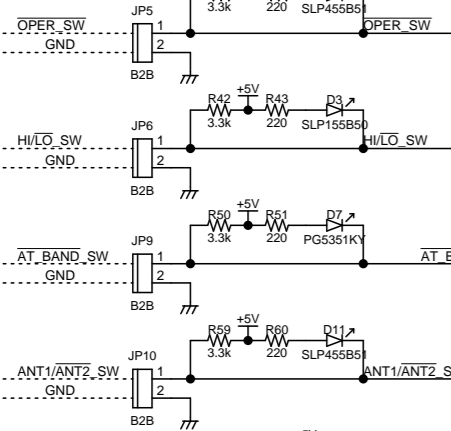 JP5
3.3k 220 SLP455B51
OPER_SW 1 OPER_SW
GND 2
B2B
+5V
R42 R43 D3
JP6 3.3k 220 SLP155B50
HI/LO_SW 1 HI/LO_SW
GND 2
B2B
+5V
R50 R51 D7
JP9 3.3k 220 PG5351KY
AT_BAND_SW 1 AT_B
GND 2
B2B
+5V
R59 R60 D11
JP10 3.3k 220 SLP455B51
ANT1/ANT2_SW 1 ANT1/ANT2_S
GND 2
B2B